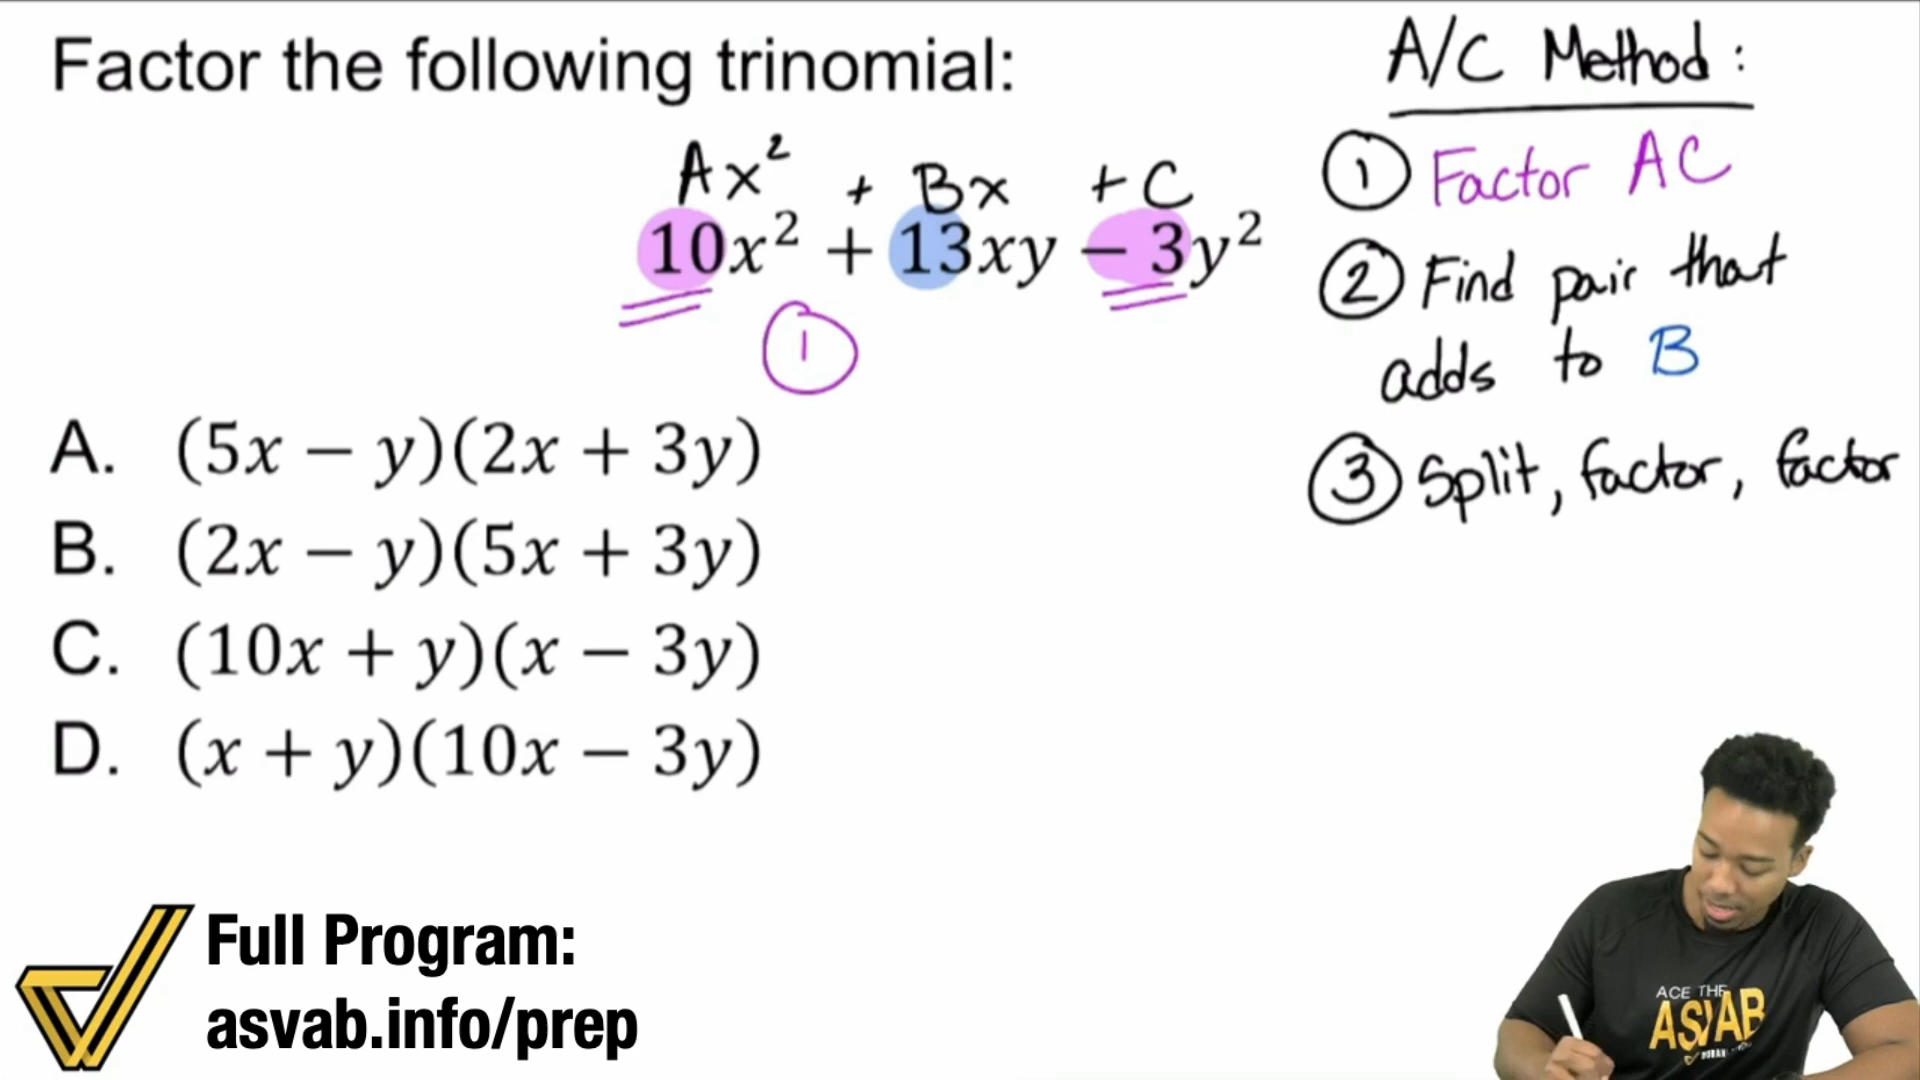 Factor the following trinomial:
Ax² + Bx + C
10x² + 13xy − 3y²
1
A. (5x − y)(2x + 3y)
B. (2x − y)(5x + 3y)
C. (10x + y)(x − 3y)
D. (x + y)(10x − 3y)
A/C Method:
1 Factor AC
2 Find pair that
adds to B
3 Split, factor, factor
Full Program:
asvab.info/prep
ACE THE
ASVAB